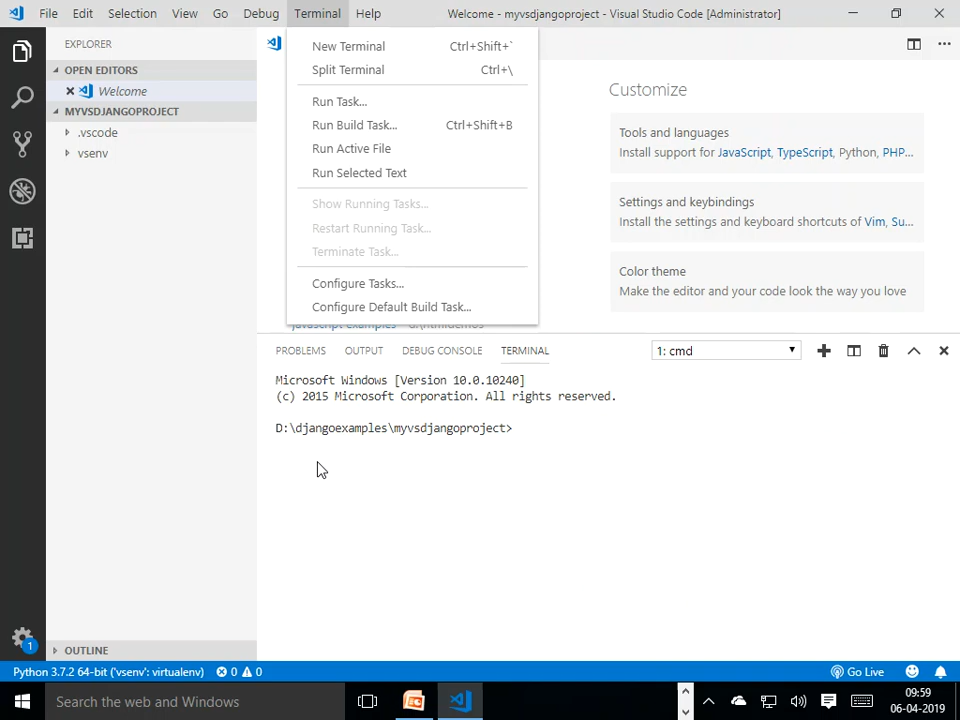 File Edit Selection View Go Debug Terminal Help Welcome - myvsdjangoproject - Visual Studio Code [Administrator]
EXPLORER
OPEN EDITORS
Welcome
MYVSDJANGOPROJECT
.vscode
vsenv
OUTLINE
New Terminal Ctrl+Shift+`
Split Terminal Ctrl+\
Run Task...
Run Build Task... Ctrl+Shift+B
Run Active File
Run Selected Text
Show Running Tasks...
Restart Running Task...
Terminate Task...
Configure Tasks...
Configure Default Build Task...
Customize
Tools and languages
Install support for JavaScript, TypeScript, Python, PHP...
Settings and keybindings
Install the settings and keyboard shortcuts of Vim, Su...
Color theme
Make the editor and your code look the way you love
PROBLEMS OUTPUT DEBUG CONSOLE TERMINAL 1: cmd
Microsoft Windows [Version 10.0.10240]
(c) 2015 Microsoft Corporation. All rights reserved.
D:\djangoexamples\myvsdjangoproject>
1
Python 3.7.2 64-bit ('vsenv': virtualenv) 0 0 Go Live
Search the web and Windows
09:59
06-04-2019